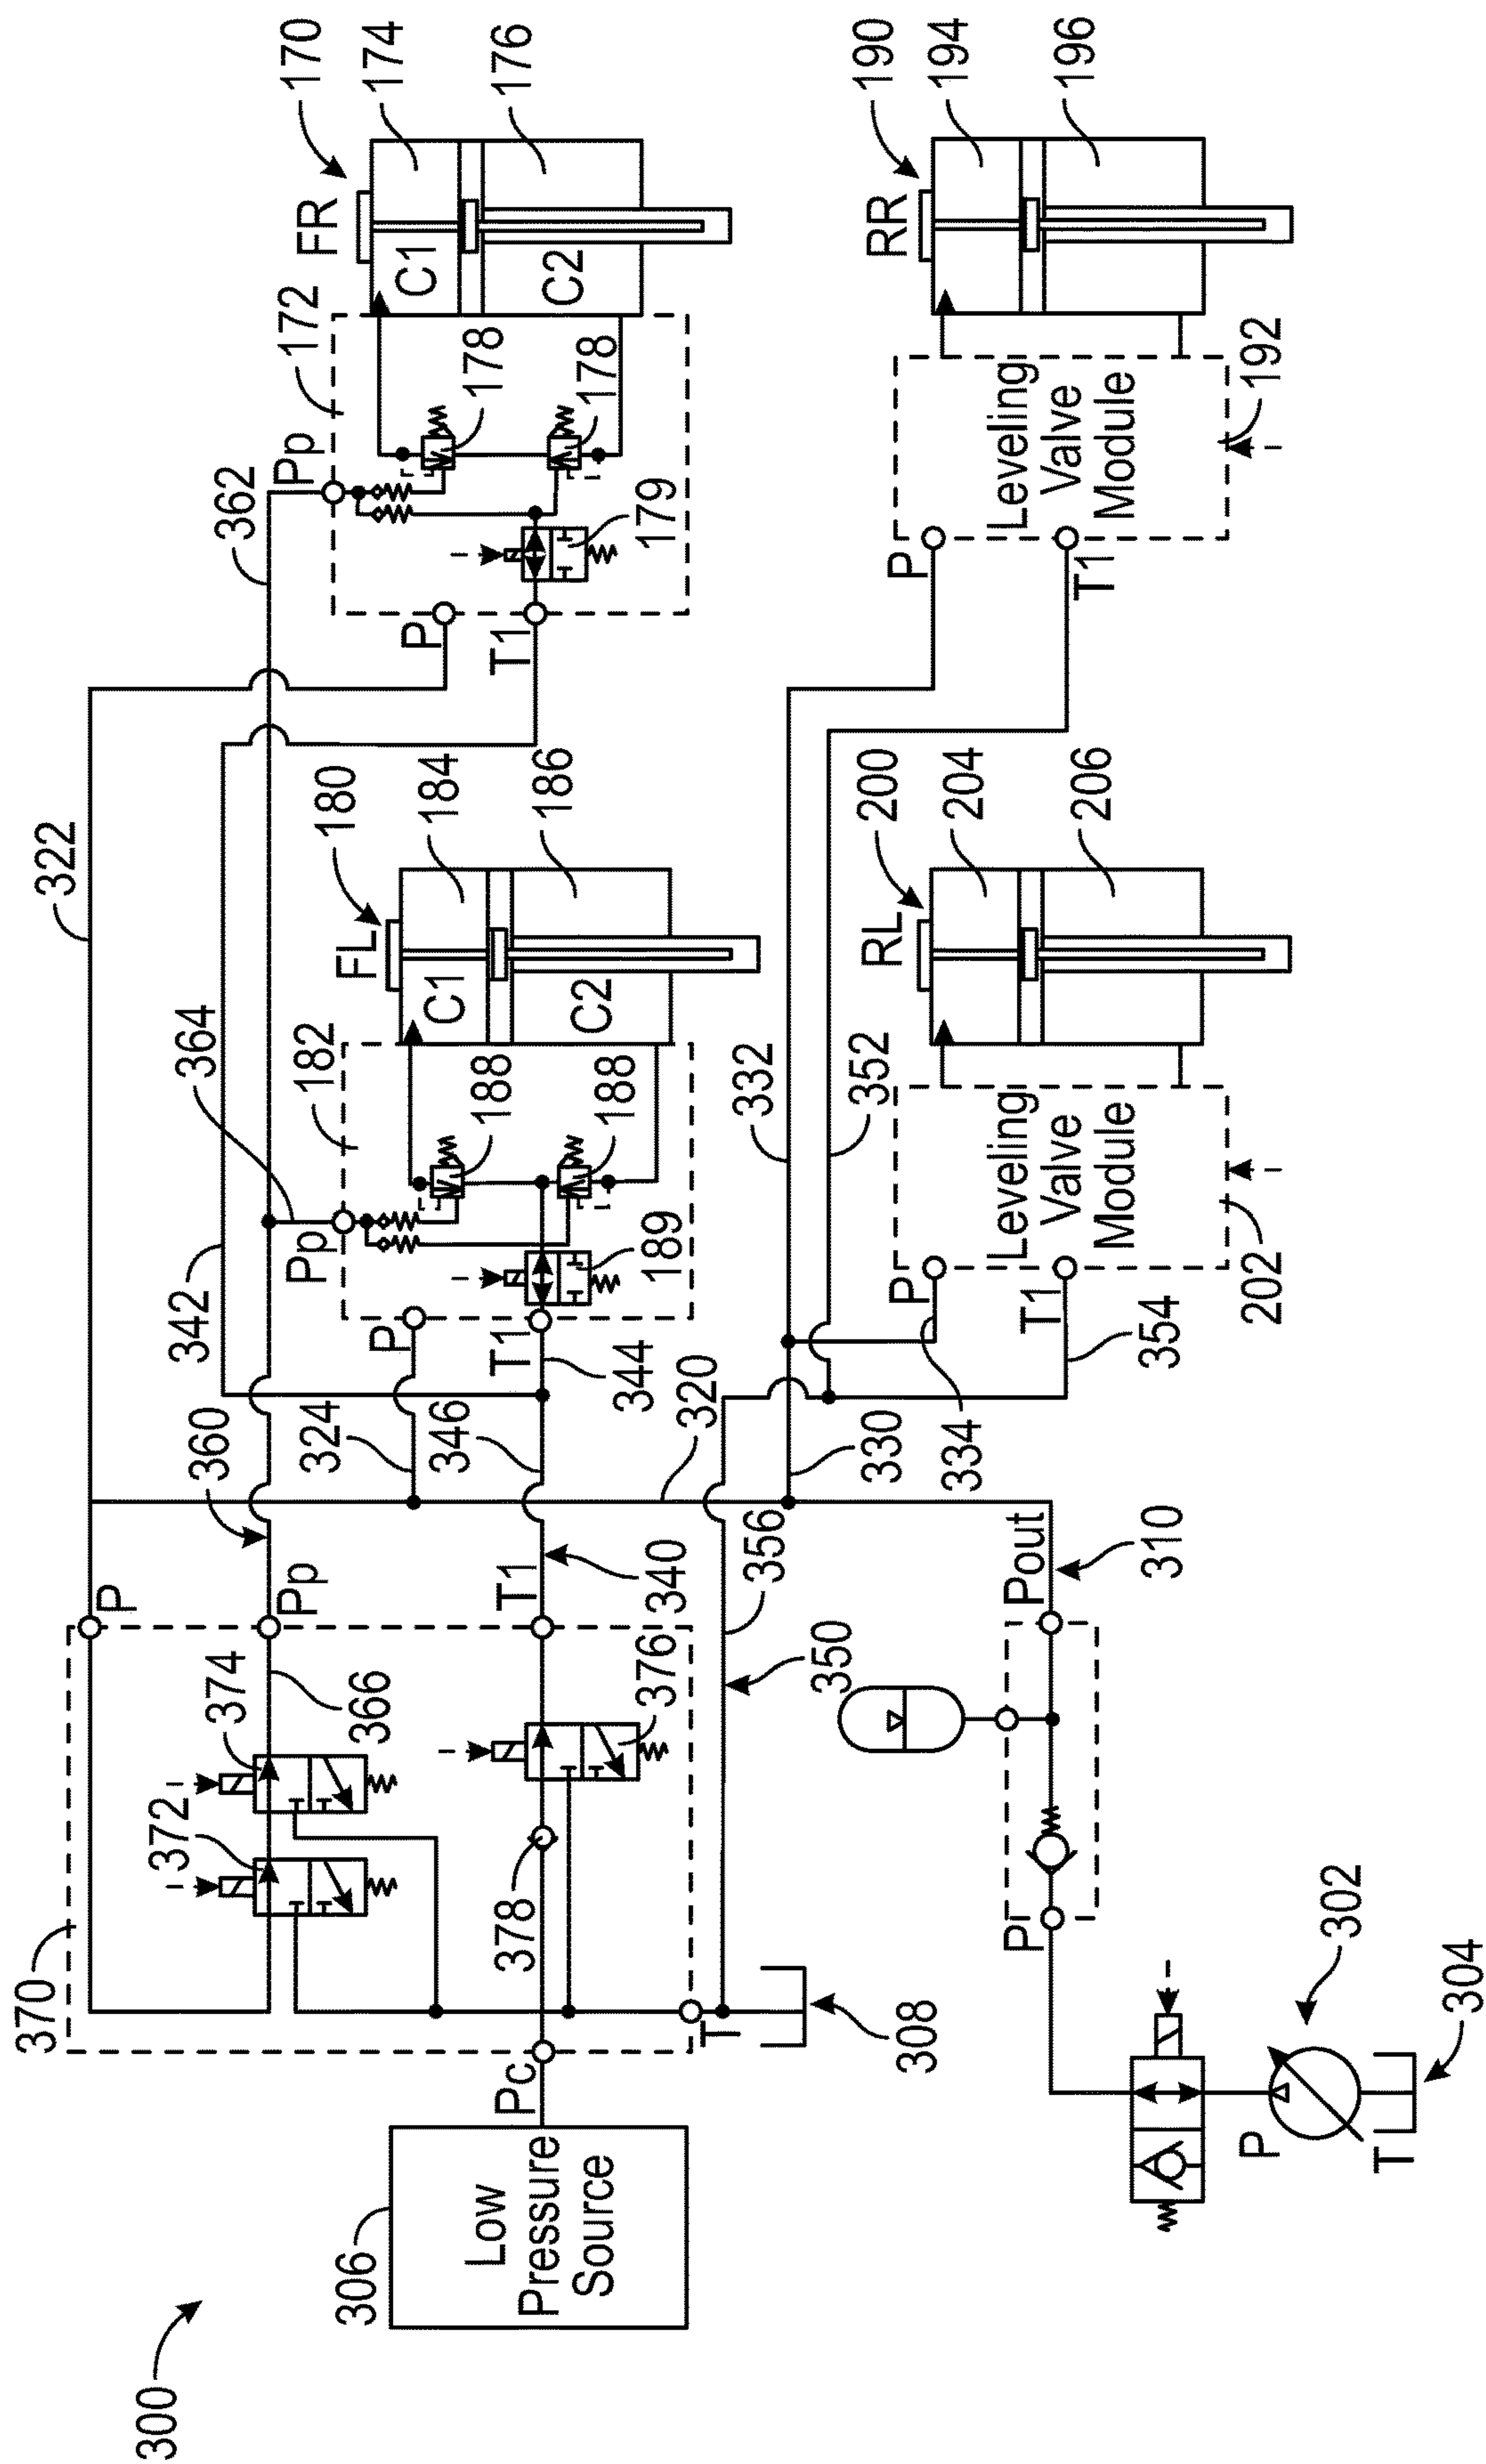 300
306
Low
Pressure
Source
Pc
370
372
374
366
378
376
P
Pp
T1
T
308
360
340
350
356
324
346
320
330
344
334
342
364
322
362
182
Pp
P
T1
188
188
189
FL
180
C1
C2
184
186
172
Pp
P
T1
178
178
179
FR
170
C1
C2
174
176
332
352
354
P
T1
Leveling
Valve
Module
202
RL
200
204
206
P
T1
Leveling
Valve
Module
192
RR
190
194
196
Pout
310
P
302
P
T
304